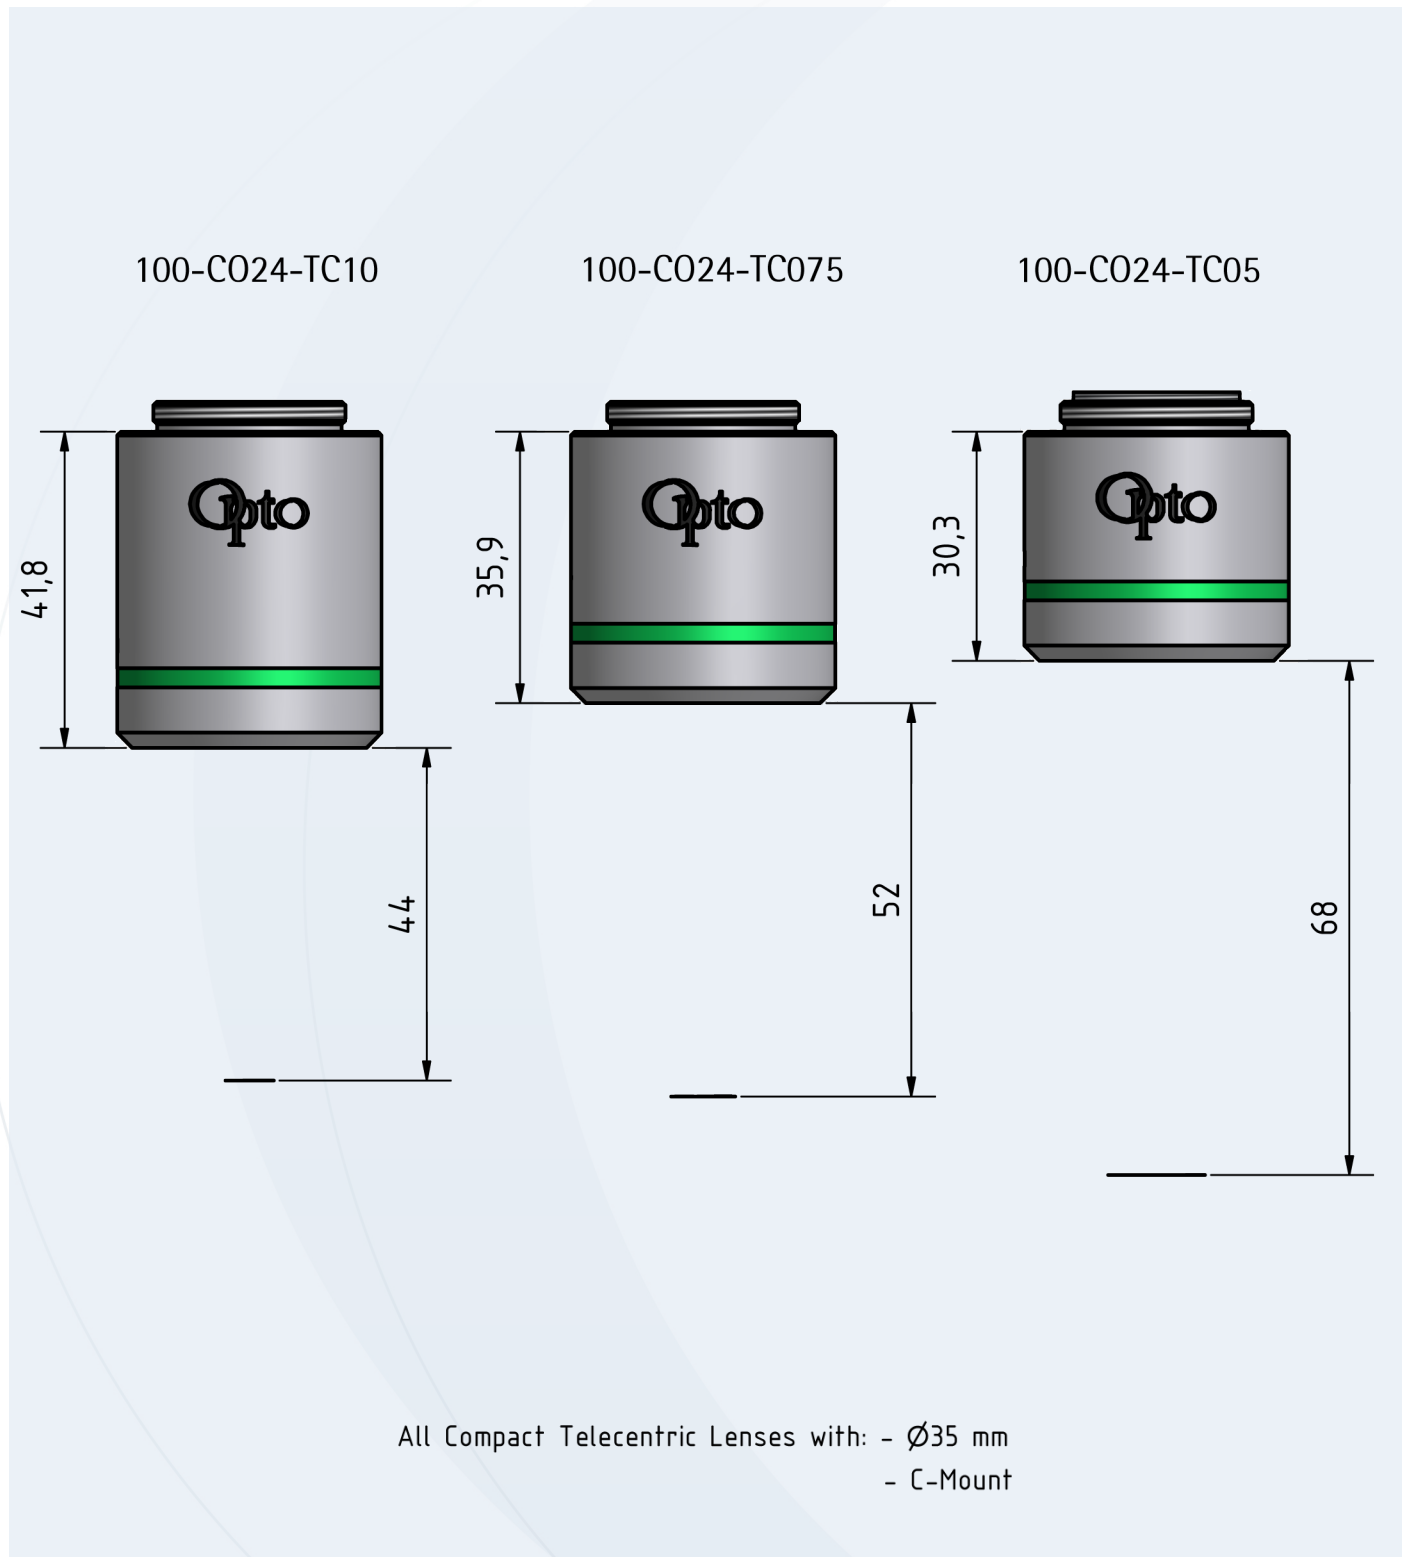 100-CO24-TC10
100-CO24-TC075
100-CO24-TC05
Opto
Opto
Opto
41,8
35,9
30,3
44
52
68
All Compact Telecentric Lenses with: - Ø35 mm
- C-Mount